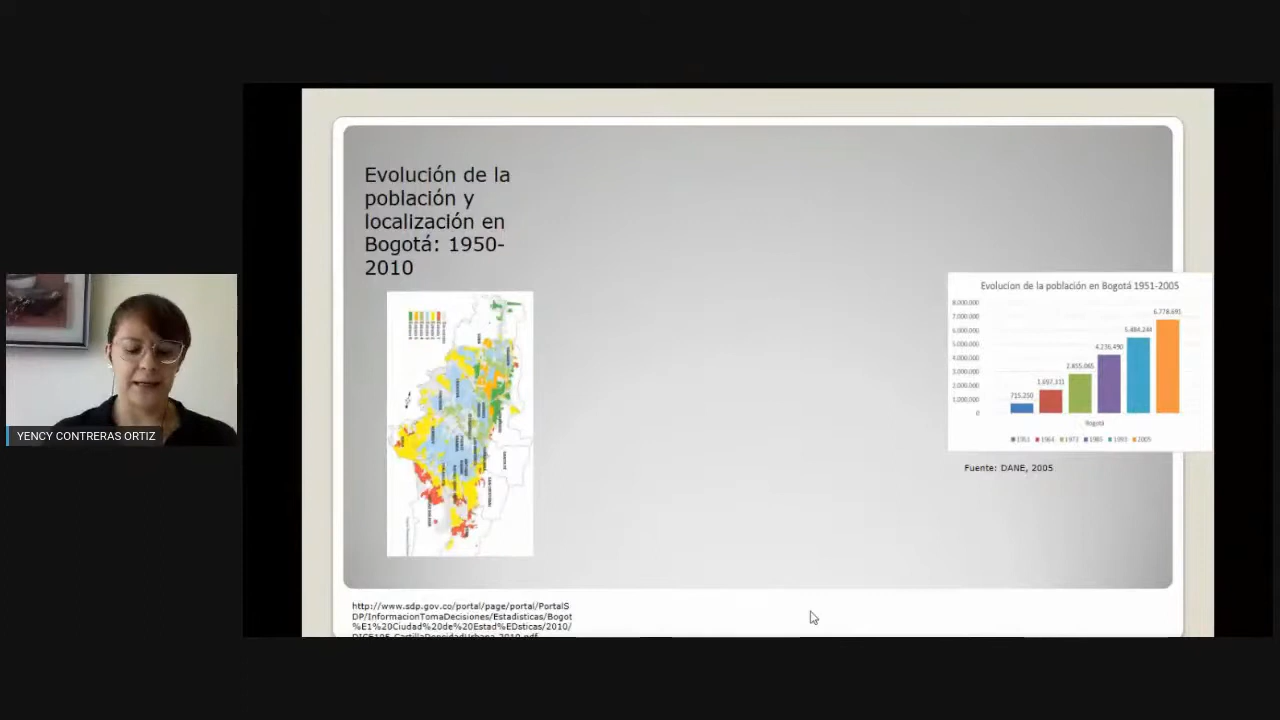 Evolución de la
población y
localización en
Bogotá: 1950-
2010
Evolucion de la población en Bogotá 1951-2005
8.000.000
7.000.000
6.000.000
5.000.000
4.000.000
3.000.000
2.000.000
1.000.000
0
715.250
1.697.311
2.855.065
4.236.490
5.484.244
6.778.691
Bogotá
1951 1964 1973 1985 1993 2005
Fuente: DANE, 2005
YENCY CONTRERAS ORTIZ
http://www.sdp.gov.co/portal/page/portal/PortalS
DP/InformacionTomaDecisiones/Estadisticas/Bogot
%E1%20Ciudad%20de%20Estad%EDsticas/2010/